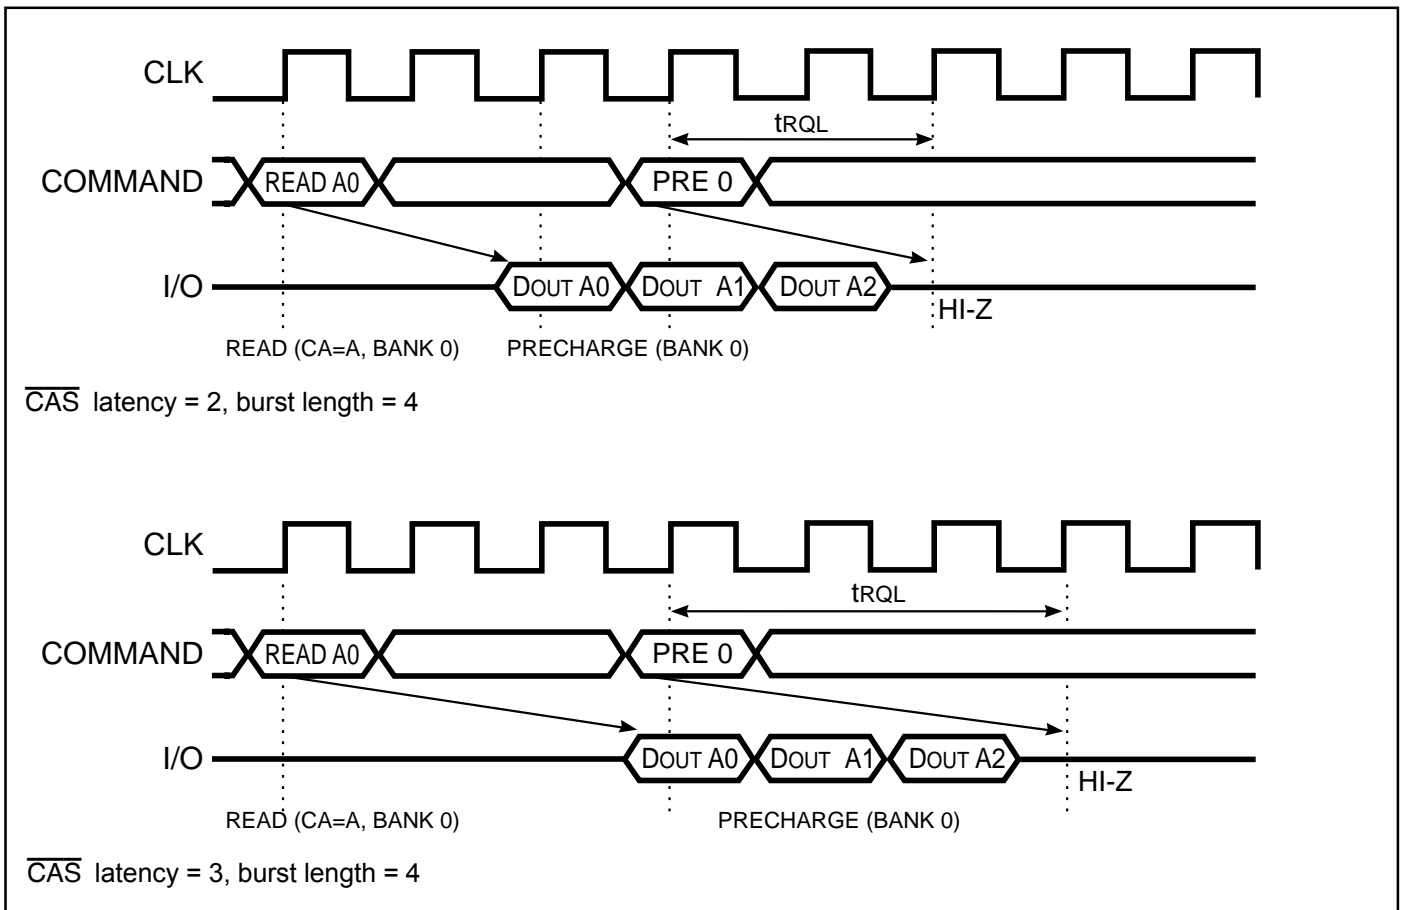 CLK
tRQL
COMMAND READ A0 PRE 0
I/O DOUT A0 DOUT A1 DOUT A2
HI-Z
READ (CA=A, BANK 0) PRECHARGE (BANK 0)
CAS latency = 2, burst length = 4
CLK
tRQL
COMMAND READ A0 PRE 0
I/O DOUT A0 DOUT A1 DOUT A2
HI-Z
READ (CA=A, BANK 0) PRECHARGE (BANK 0)
CAS latency = 3, burst length = 4